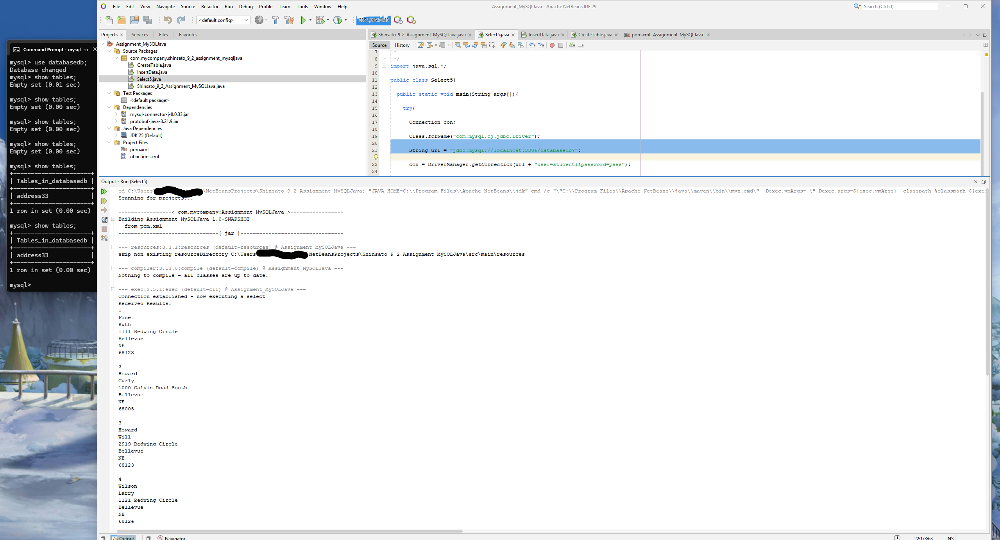 Command Prompt - mysql -u
mysql> use databasedb;
Database changed
mysql> show tables;
Empty set (0.01 sec)
mysql> show tables;
Empty set (0.00 sec)
mysql> show tables;
Empty set (0.00 sec)
mysql> show tables;
Empty set (0.00 sec)
mysql> show tables;
+----------------------+
| Tables_in_databasedb |
+----------------------+
| address33            |
+----------------------+
1 row in set (0.00 sec)
mysql> show tables;
+----------------------+
| Tables_in_databasedb |
+----------------------+
| address33            |
+----------------------+
1 row in set (0.00 sec)
mysql>
File Edit View Navigate Source Refactor Run Debug Profile Team Tools Window Help
Assignment_MySQLJava - Apache NetBeans IDE 29
Search (Ctrl+I)
<default config>
355.1/404.0MB
Projects Services Files Favorites
Assignment_MySQLJava
Source Packages
com.mycompany.shinsato_9_2_assignment_mysqljava
CreateTable.java
InsertData.java
Select5.java
Shinsato_9_2_Assignment_MySQLJava.java
Test Packages
<default package>
Dependencies
mysql-connector-j-8.0.33.jar
protobuf-java-3.21.9.jar
Java Dependencies
JDK 25 (Default)
Project Files
pom.xml
nbactions.xml
Shinsato_9_2_Assignment_MySQLJava.java Select5.java InsertData.java CreateTable.java pom.xml [Assignment_MySQLJava]
Source History
7 *
8 */
9 import java.sql.*;
10
11 public class Select5{
12
13 public static void main(String args[]){
14
15 try{
16
17 Connection con;
18
19 Class.forName("com.mysql.cj.jdbc.Driver");
20
21 String url = "jdbc:mysql://localhost:3306/databasedb?";
23 con = DriverManager.getConnection(url + "user=student1&password=pass");
24
Output - Run (Select5)
cd C:\Users \NetBeansProjects\Shinsato_9_2_Assignment_MySQLJava; "JAVA_HOME=C:\\Program Files\\Apache NetBeans\\jdk" cmd /c "\"C:\\Program Files\\Apache NetBeans\\java\\maven\\bin\\mvn.cmd\" -Dexec.vmArgs= \"-Dexec.args=${exec.vmArgs} -classpath %classpath ${exec
Scanning for projects...
-----------------< com.mycompany:Assignment_MySQLJava >-----------------
Building Assignment_MySQLJava 1.0-SNAPSHOT
from pom.xml
--------------------------------[ jar ]---------------------------------
--- resources:3.3.1:resources (default-resources) @ Assignment_MySQLJava ---
skip non existing resourceDirectory C:\Users NetBeansProjects\Shinsato_9_2_Assignment_MySQLJava\src\main\resources
--- compiler:3.13.0:compile (default-compile) @ Assignment_MySQLJava ---
Nothing to compile - all classes are up to date.
--- exec:3.5.1:exec (default-cli) @ Assignment_MySQLJava ---
Connection established - now executing a select
Received Results:
1
Fine
Ruth
1111 Redwing Circle
Bellevue
NE
68123
2
Howard
Curly
1000 Galvin Road South
Bellevue
NE
68005
3
Howard
Will
2919 Redwing Circle
Bellevue
NE
68123
4
Wilson
Larry
1121 Redwing Circle
Bellevue
NE
68124
Output Navigator
1 22:1/3:63 INS